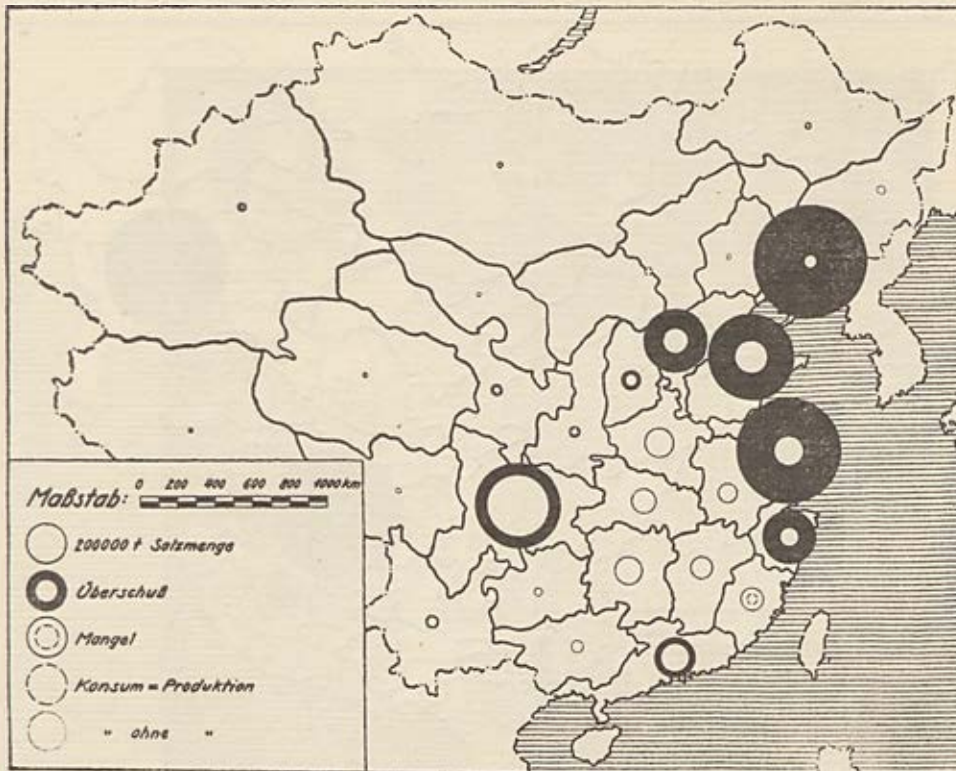 Maßstab: 0 200 400 600 800 1000 km
200000 t Salzmenge
Überschuß
Mangel
Konsum = Produktion
" ohne "